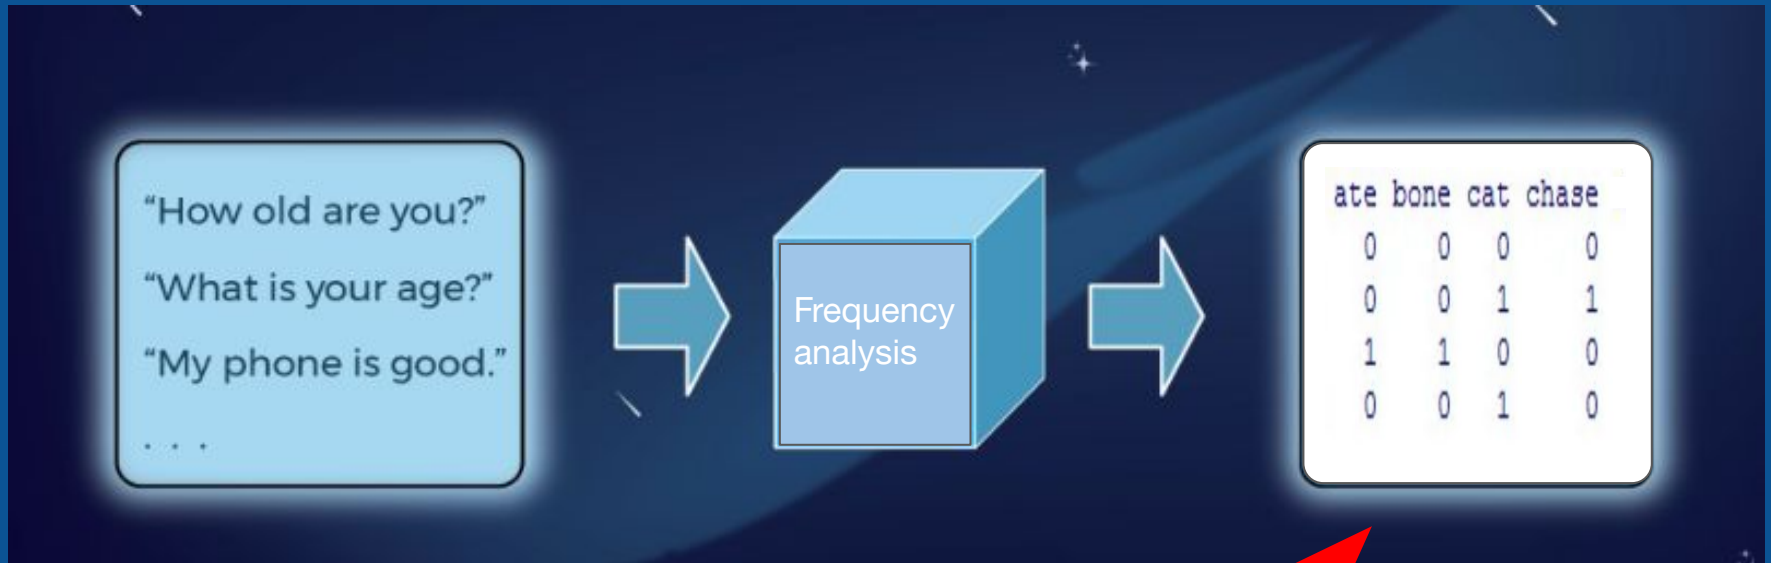 “How old are you?”
“What is your age?”
“My phone is good.”
. . .
Frequency
analysis
ate bone cat chase
0 0 0 0
0 0 1 1
1 1 0 0
0 0 1 0